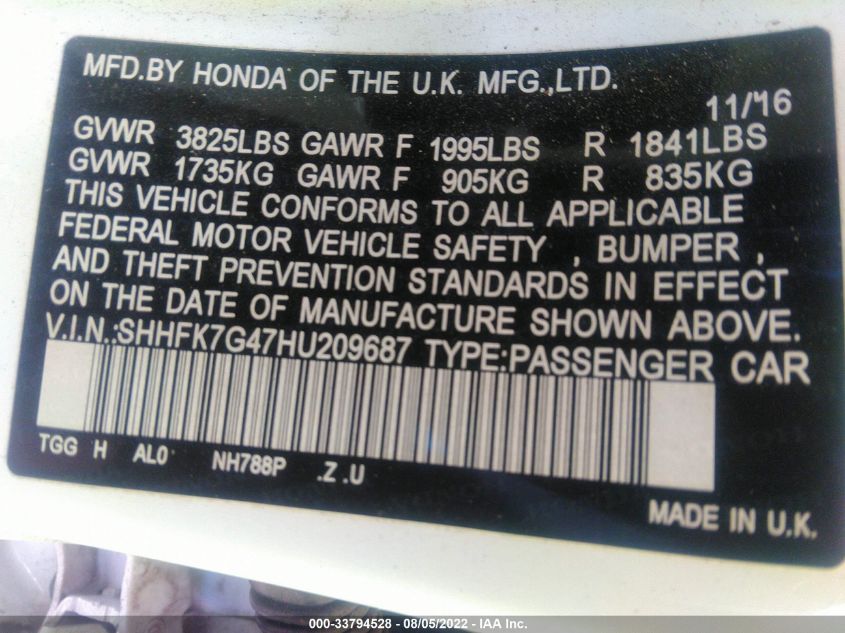 MFD.BY HONDA OF THE U.K. MFG.,LTD.
11/16
GVWR 3825LBS GAWR F 1995LBS R 1841LBS
GVWR 1735KG GAWR F 905KG R 835KG
THIS VEHICLE CONFORMS TO ALL APPLICABLE
FEDERAL MOTOR VEHICLE SAFETY , BUMPER ,
AND THEFT PREVENTION STANDARDS IN EFFECT
ON THE DATE OF MANUFACTURE SHOWN ABOVE.
V.I.N.:SHHFK7G47HU209687 TYPE:PASSENGER CAR
TGG H AL0 NH788P .Z .U
MADE IN U.K.
000-33794528 - 08/05/2022 - IAA Inc.